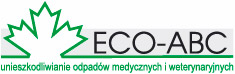 ECO-ABC
unieszkodliwianie odpadów medycznych i weterynaryjnych